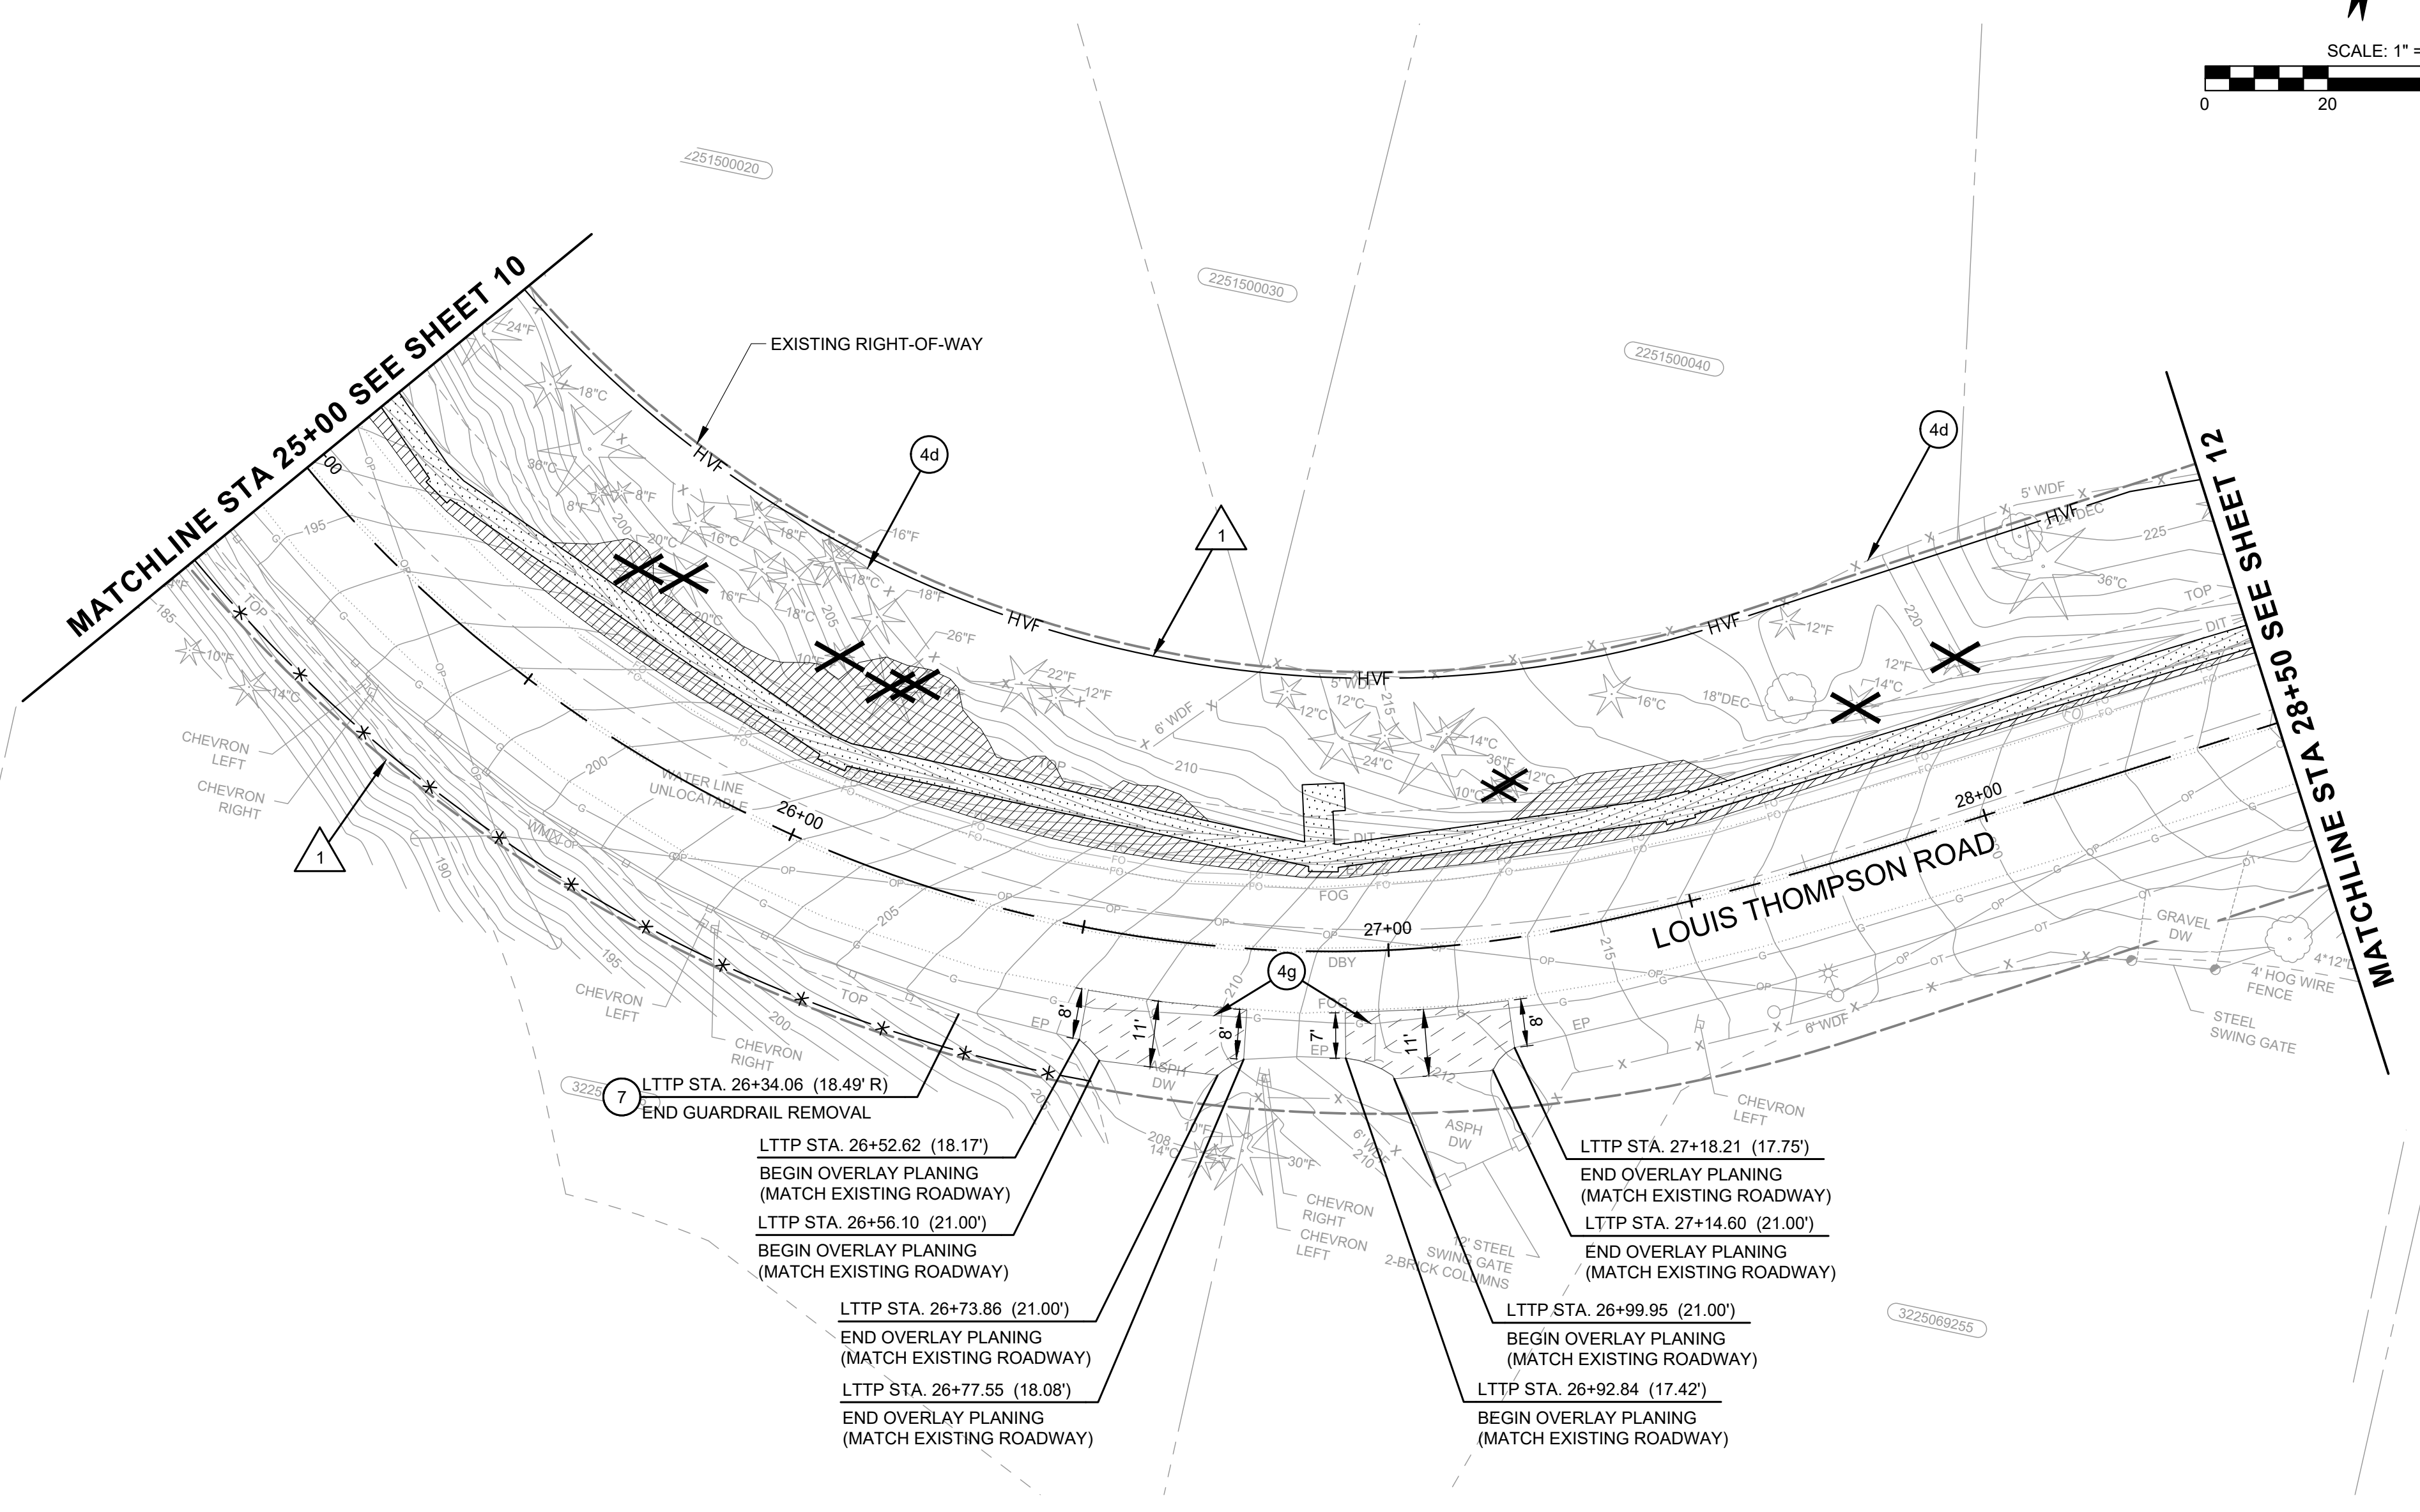 SCALE: 1" =
0 20
2251500020
2251500030
2251500040
MATCHLINE STA 25+00 SEE SHEET 10
MATCHLINE STA 28+50 SEE SHEET 12
EXISTING RIGHT-OF-WAY
4d
4d
1
1
HVF
HVF
HVF
HVF
HVF
24"F
18"C
36"C
8"F
8"F
200
20"C
16"C
18"F
16"F
18"C
16"F
18"C
20"C
205
18"F
26"F
10"F
22"F
12"F
5' WDF
6' WDF
12"C
12"C
215
14"C
24"C
36"F
12"C
10"C
16"C
18"DEC
12"F
12"F
14"C
220
5' WDF
2-24"DEC
36"C
225
TOP
DIT
195
TOP
185
10"F
14"C
CHEVRON
LEFT
CHEVRON
RIGHT
190
WATER LINE
UNLOCATABLE
200
210
TOP
DIT
EP
FOG
26+00
27+00
28+00
LOUIS THOMPSON ROAD
DBY
FOG
4g
205
210
215
195
CHEVRON
LEFT
CHEVRON
RIGHT
TOP
200
EP
8'
11'
8'
7'
11'
8'
EP
EP
ASPH
DW
212
6' WDF
GRAVEL
DW
4' HOG WIRE
FENCE
STEEL
SWING GATE
CHEVRON
LEFT
ASPH
DW
208
10"F
14"C
30"F
6' WDF
210
CHEVRON
RIGHT
CHEVRON
LEFT
12' STEEL
SWING GATE
2-BRICK COLUMNS
3225069255
7
LTTP STA. 26+34.06 (18.49' R)
END GUARDRAIL REMOVAL
LTTP STA. 26+52.62 (18.17')
BEGIN OVERLAY PLANING
(MATCH EXISTING ROADWAY)
LTTP STA. 26+56.10 (21.00')
BEGIN OVERLAY PLANING
(MATCH EXISTING ROADWAY)
LTTP STA. 26+73.86 (21.00')
END OVERLAY PLANING
(MATCH EXISTING ROADWAY)
LTTP STA. 26+77.55 (18.08')
END OVERLAY PLANING
(MATCH EXISTING ROADWAY)
LTTP STA. 27+18.21 (17.75')
END OVERLAY PLANING
(MATCH EXISTING ROADWAY)
LTTP STA. 27+14.60 (21.00')
END OVERLAY PLANING
(MATCH EXISTING ROADWAY)
LTTP STA. 26+99.95 (21.00')
BEGIN OVERLAY PLANING
(MATCH EXISTING ROADWAY)
LTTP STA. 26+92.84 (17.42')
BEGIN OVERLAY PLANING
(MATCH EXISTING ROADWAY)